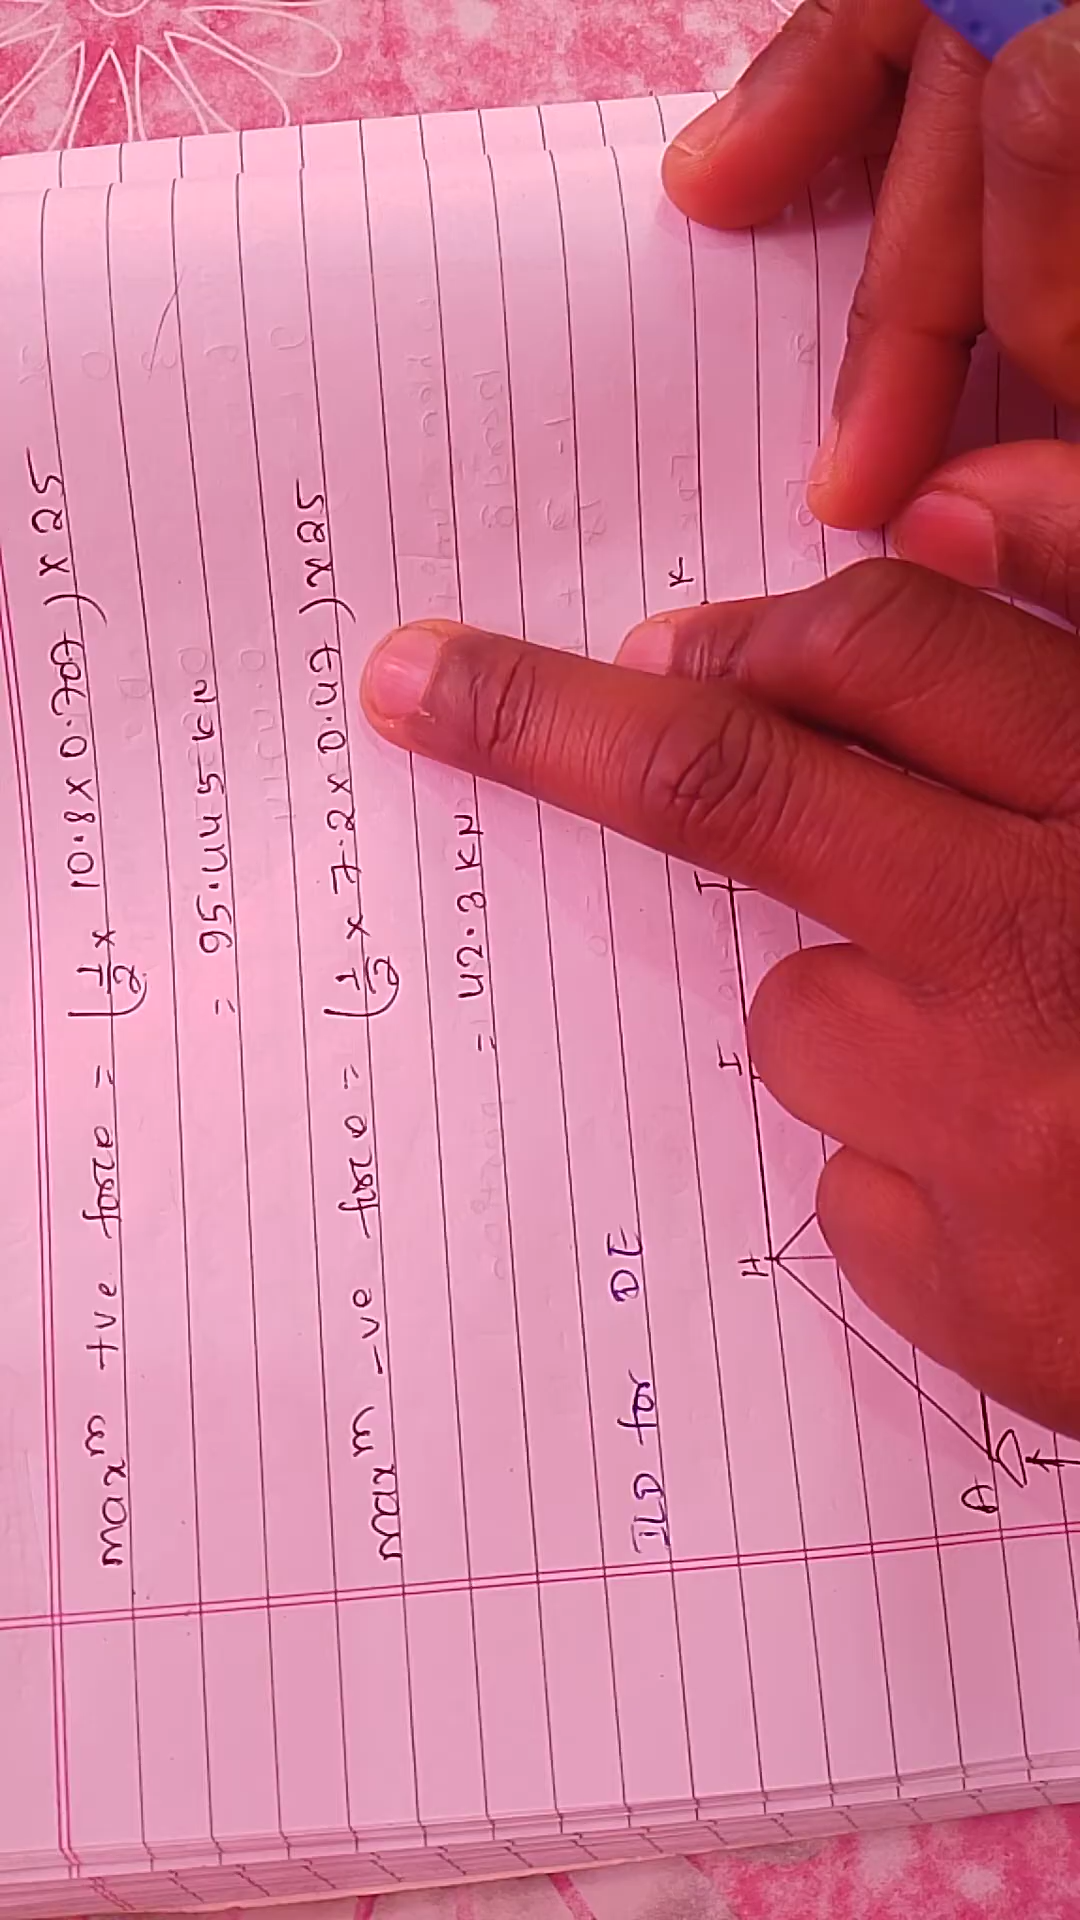 maxm +ve force = (1/2 x 10.8 x 0.707) x 25
= 95.445 KN
maxm -ve force = (1/2 x 7.2 x 0.47) x 25
= 42.3 KN
ILD for DE
H I J K
A